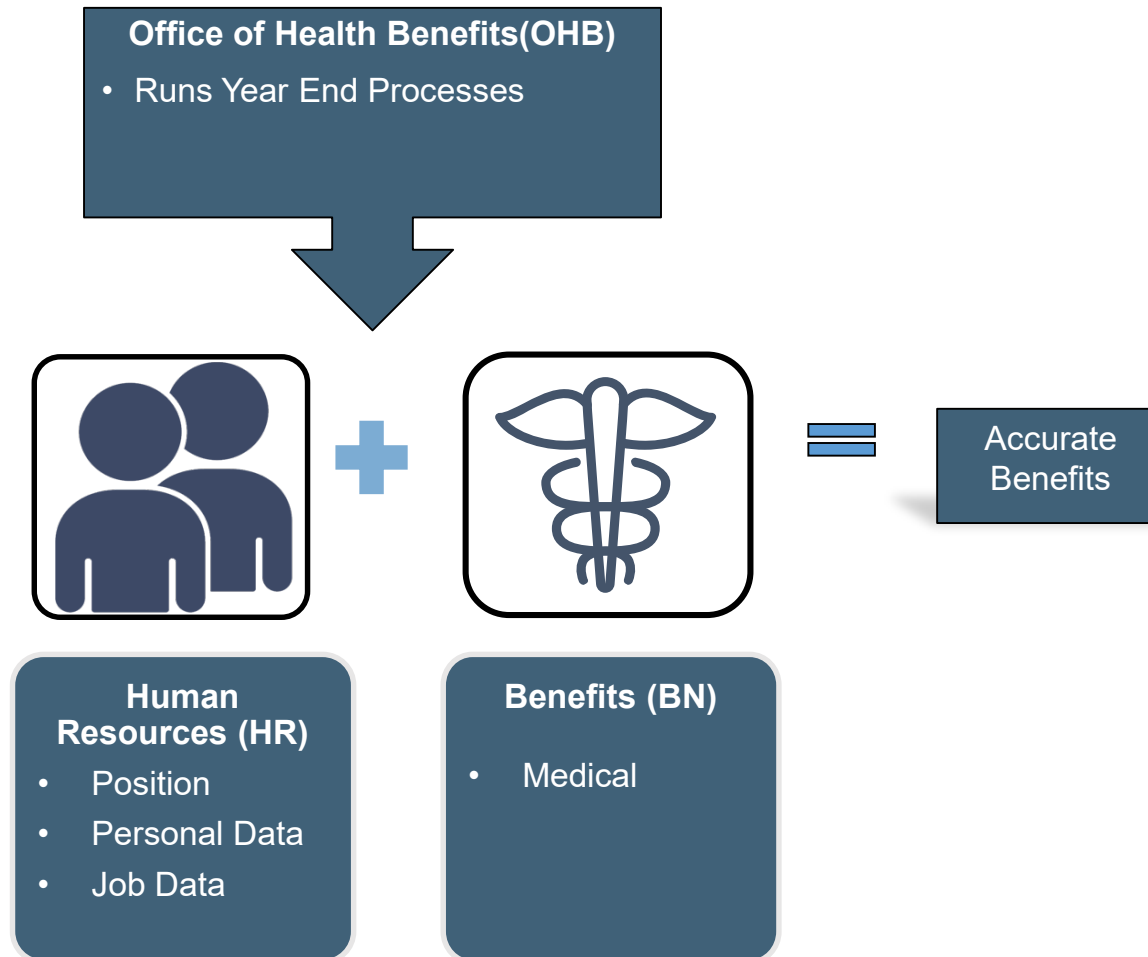 Office of Health Benefits(OHB)
• Runs Year End Processes
Accurate
Benefits
Human
Resources (HR)
• Position
• Personal Data
• Job Data
Benefits (BN)
• Medical